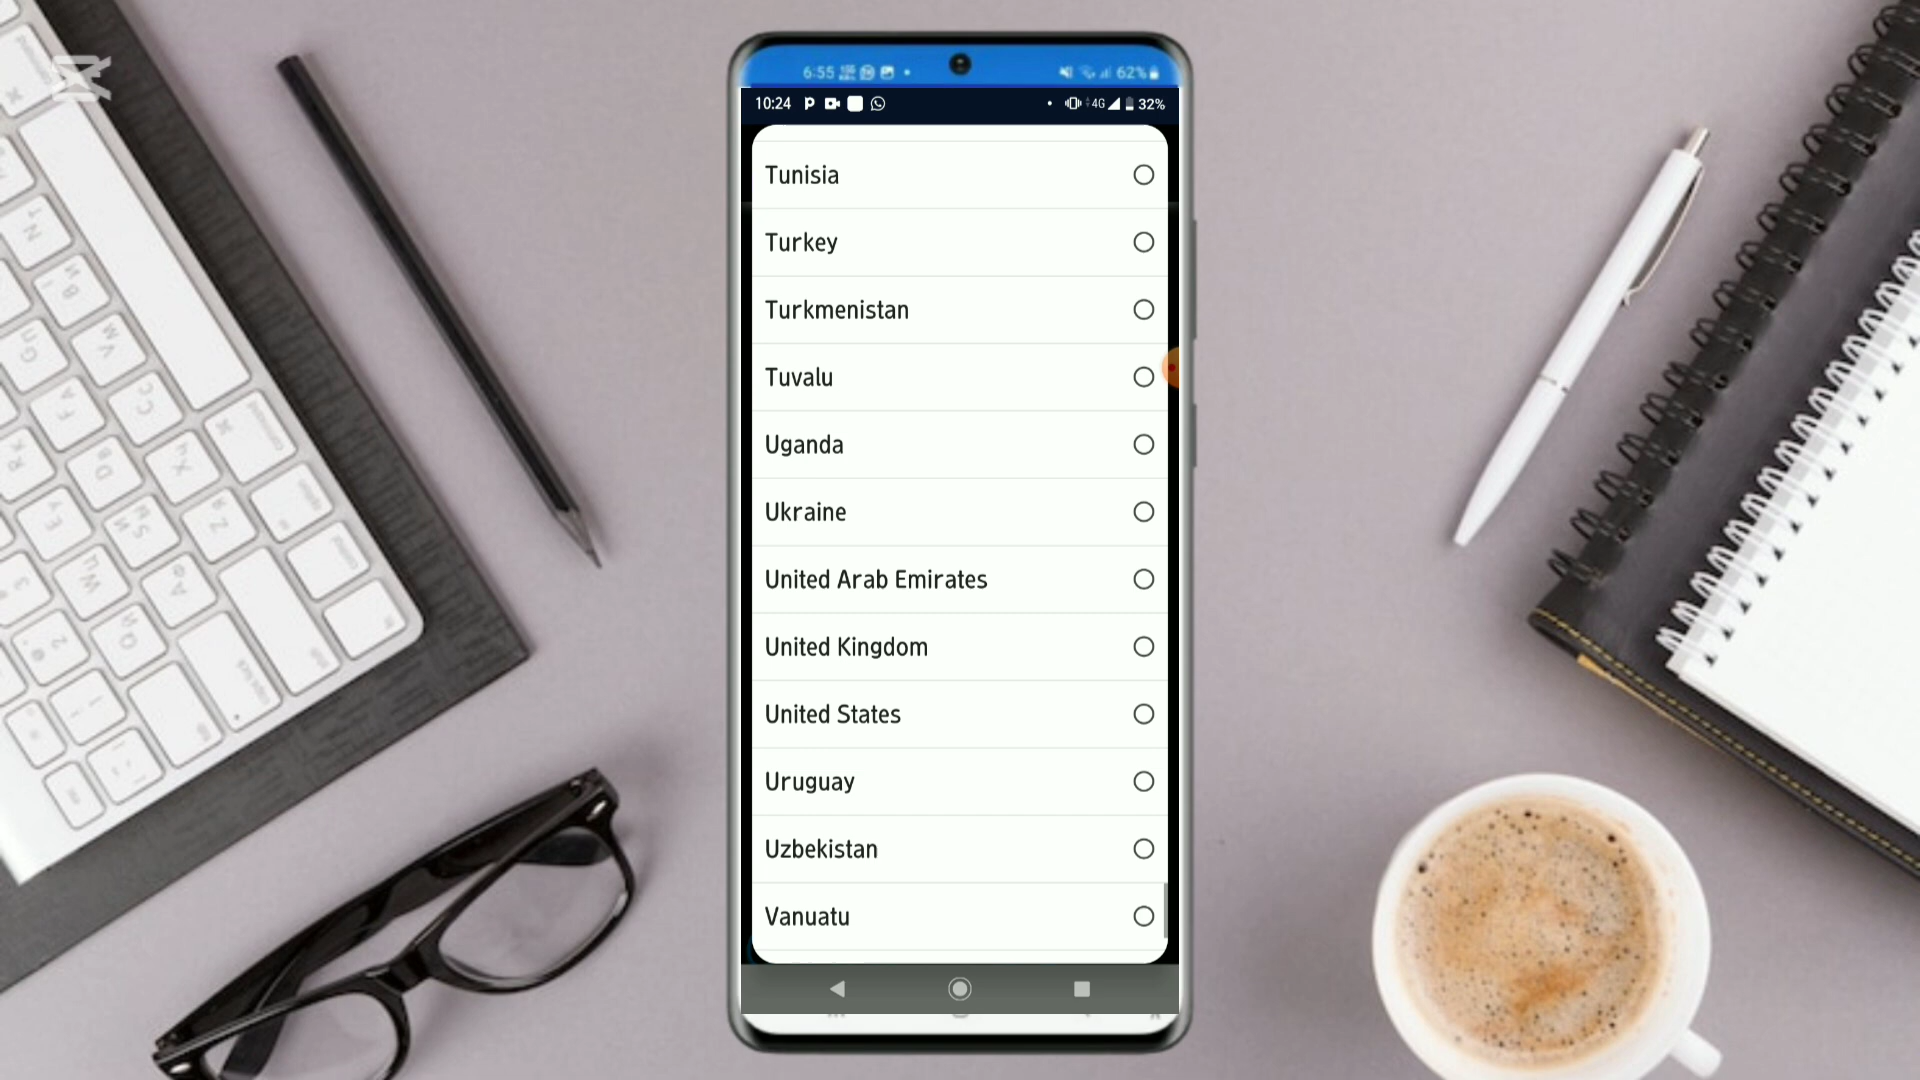 6:55
62%
10:24
4G
32%
Tunisia
Turkey
Turkmenistan
Tuvalu
Uganda
Ukraine
United Arab Emirates
United Kingdom
United States
Uruguay
Uzbekistan
Vanuatu